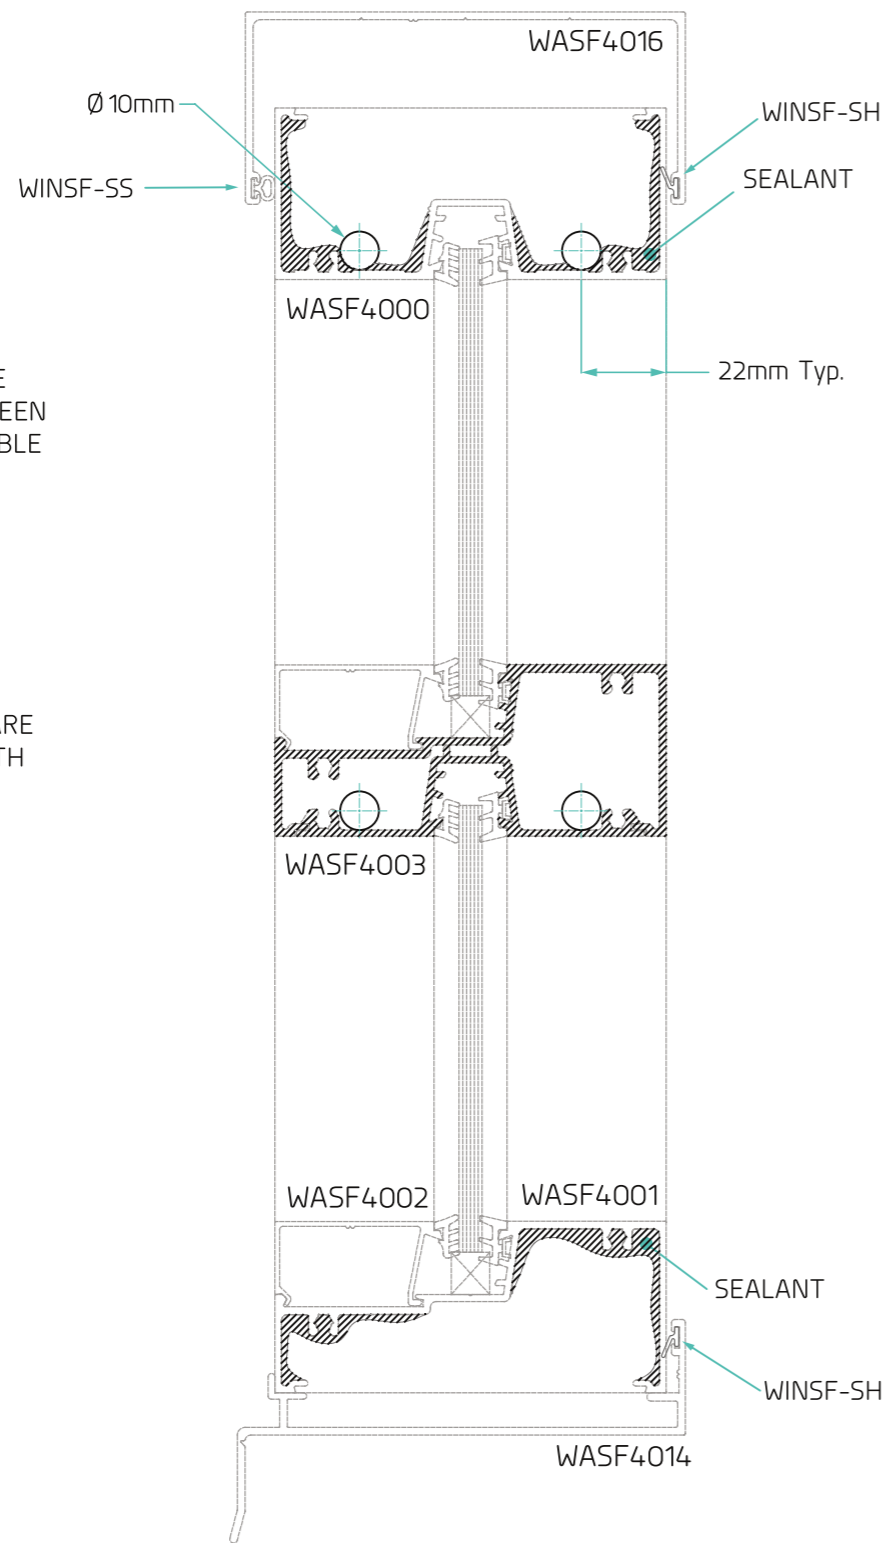 WASF4016
Ø10mm
WINSF-SH
WINSF-SS
SEALANT
WASF4000
22mm Typ.
E
EEN
BLE
ARE
TH
WASF4003
WASF4002
WASF4001
SEALANT
WINSF-SH
WASF4014